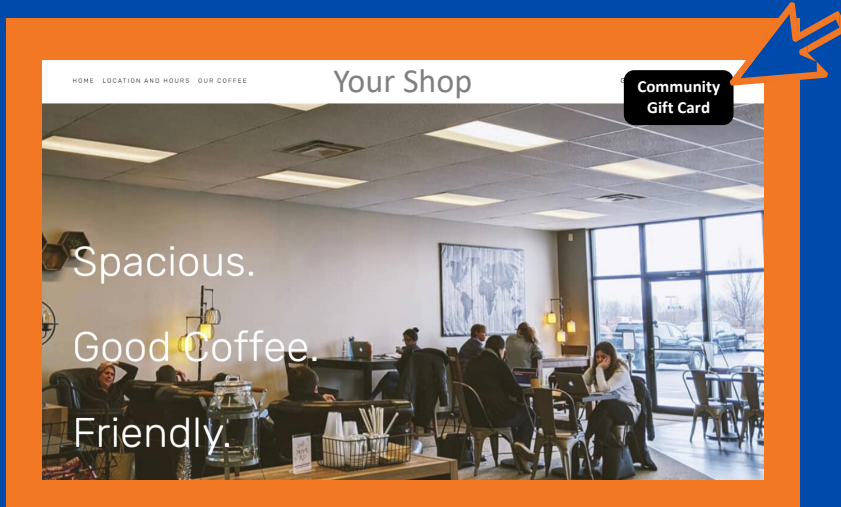 HOME LOCATION AND HOURS OUR COFFEE
Your Shop
Community
Gift Card
Spacious.
Good Coffee.
Friendly.